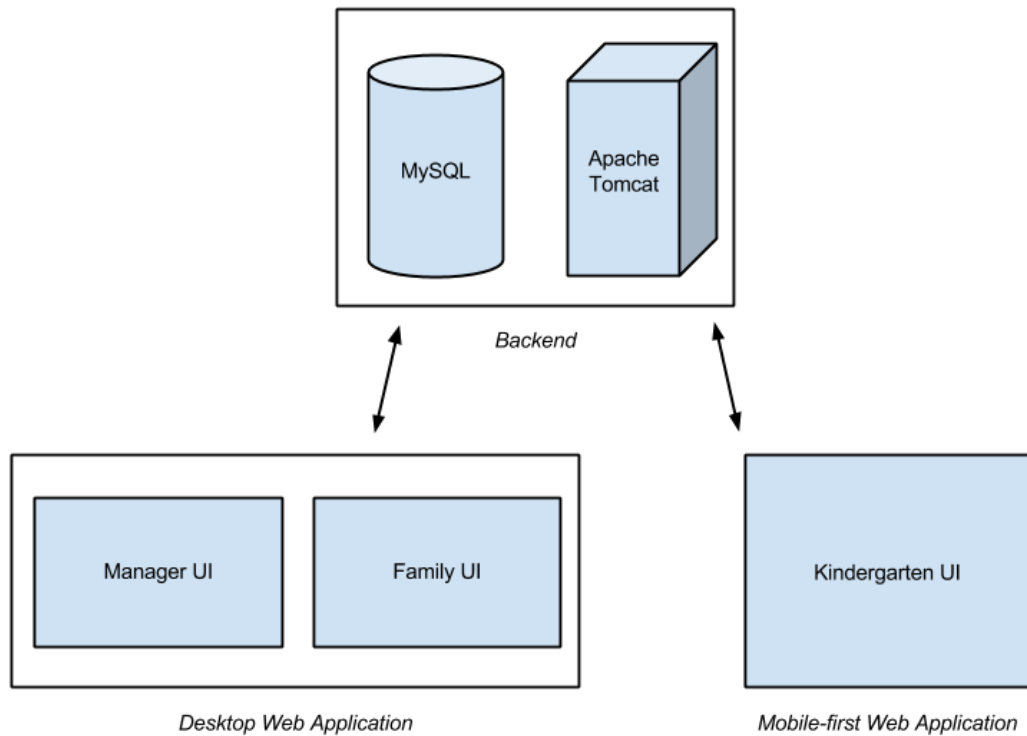 MySQL
Apache
Tomcat
Backend
Manager UI
Family UI
Kindergarten UI
Desktop Web Application
Mobile-first Web Application